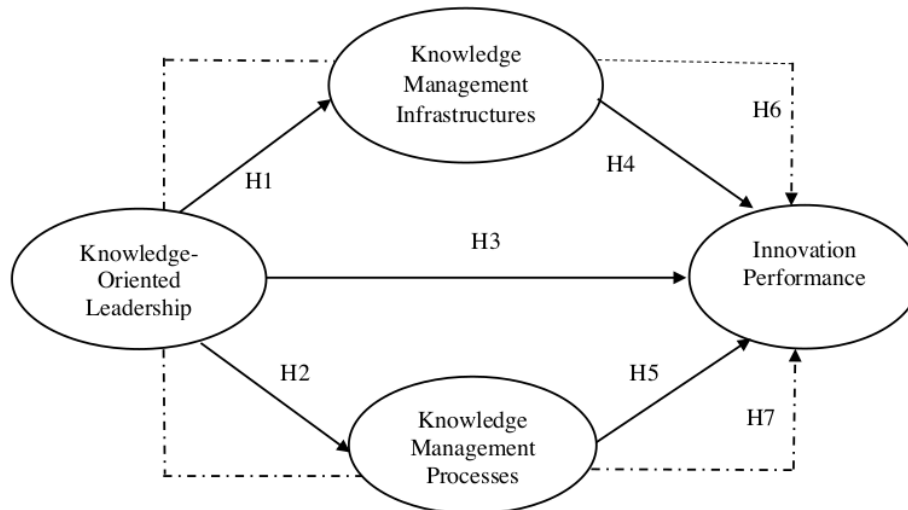 Knowledge
Management
Infrastructures
H6
H1
H4
Knowledge-
Oriented
Leadership
H3
Innovation
Performance
H2
H5
H7
Knowledge
Management
Processes